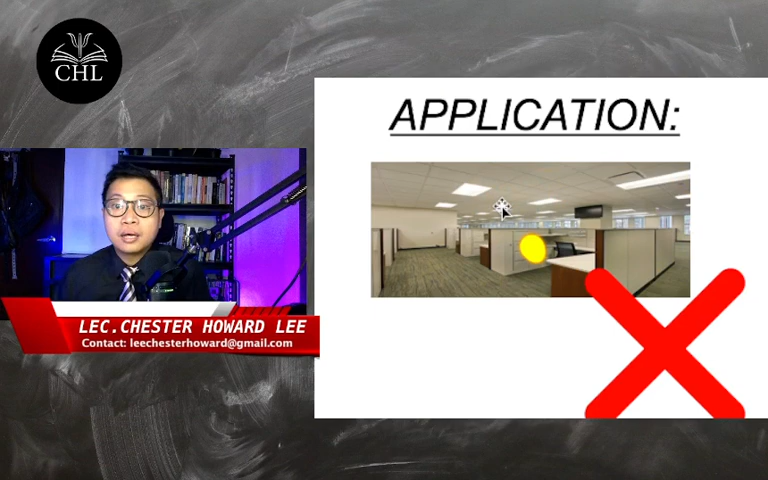 CHL
APPLICATION:
LEC.CHESTER HOWARD LEE
Contact: leechesterhoward@gmail.com